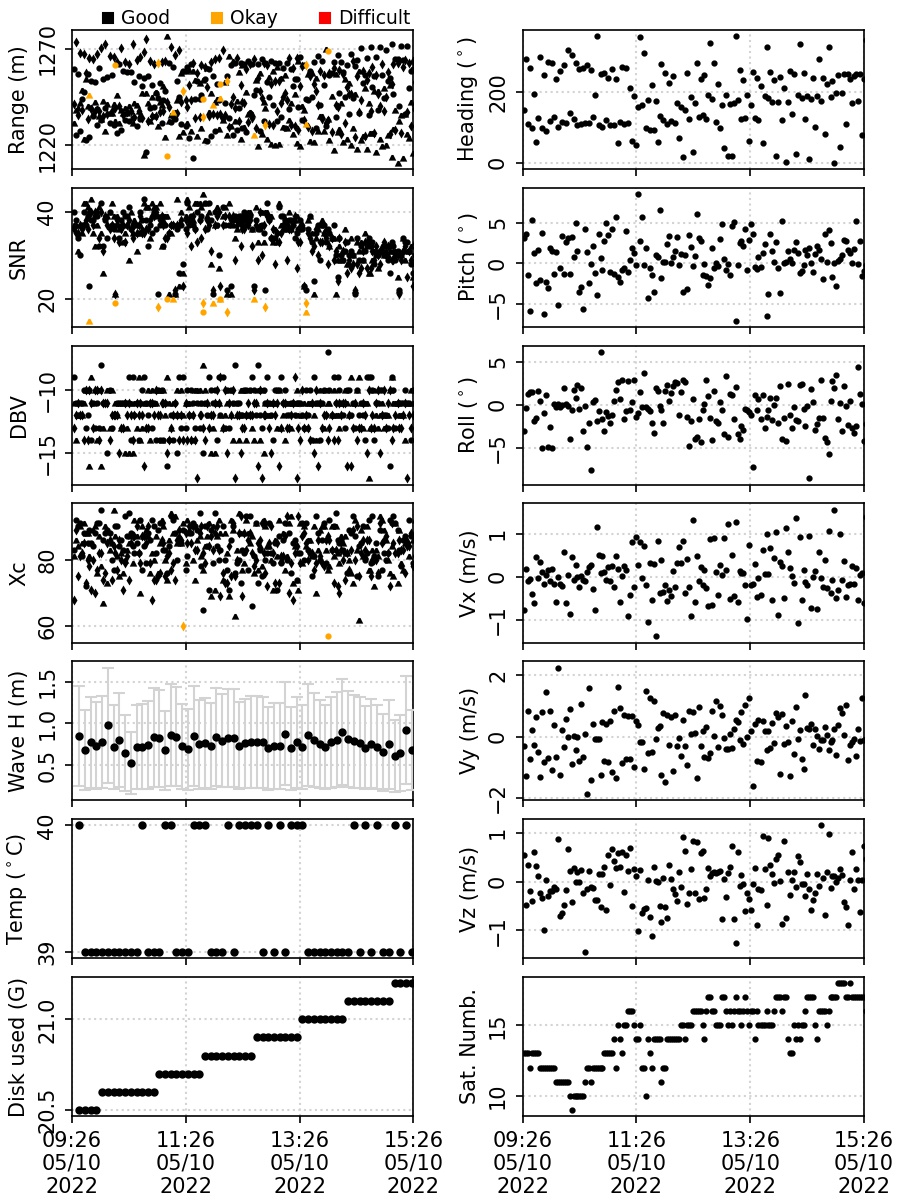 Good Okay Difficult
Range (m)
1270
1220
Heading (°)
200
0
SNR
40
20
Pitch (°)
5
0
−5
DBV
−10
−15
Roll (°)
5
0
−5
Xc
80
60
Vx (m/s)
1
0
−1
Wave H (m)
1.5
1.0
0.5
Vy (m/s)
2
0
−2
Temp (°C)
40
39
Vz (m/s)
1
0
−1
Disk used (G)
21.0
20.5
Sat. Numb.
15
10
09:26 11:26 13:26 15:26
05/10 05/10 05/10 05/10
2022 2022 2022 2022
09:26 11:26 13:26 15:26
05/10 05/10 05/10 05/10
2022 2022 2022 2022